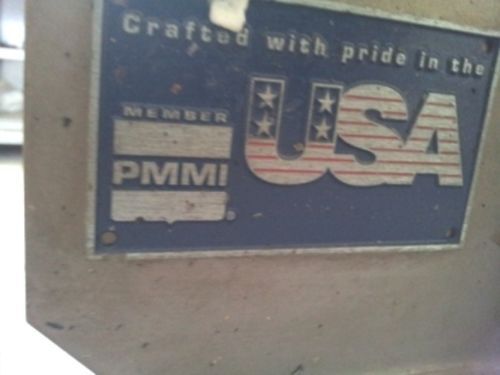 Crafted with pride in the
USA
MEMBER
PMMI